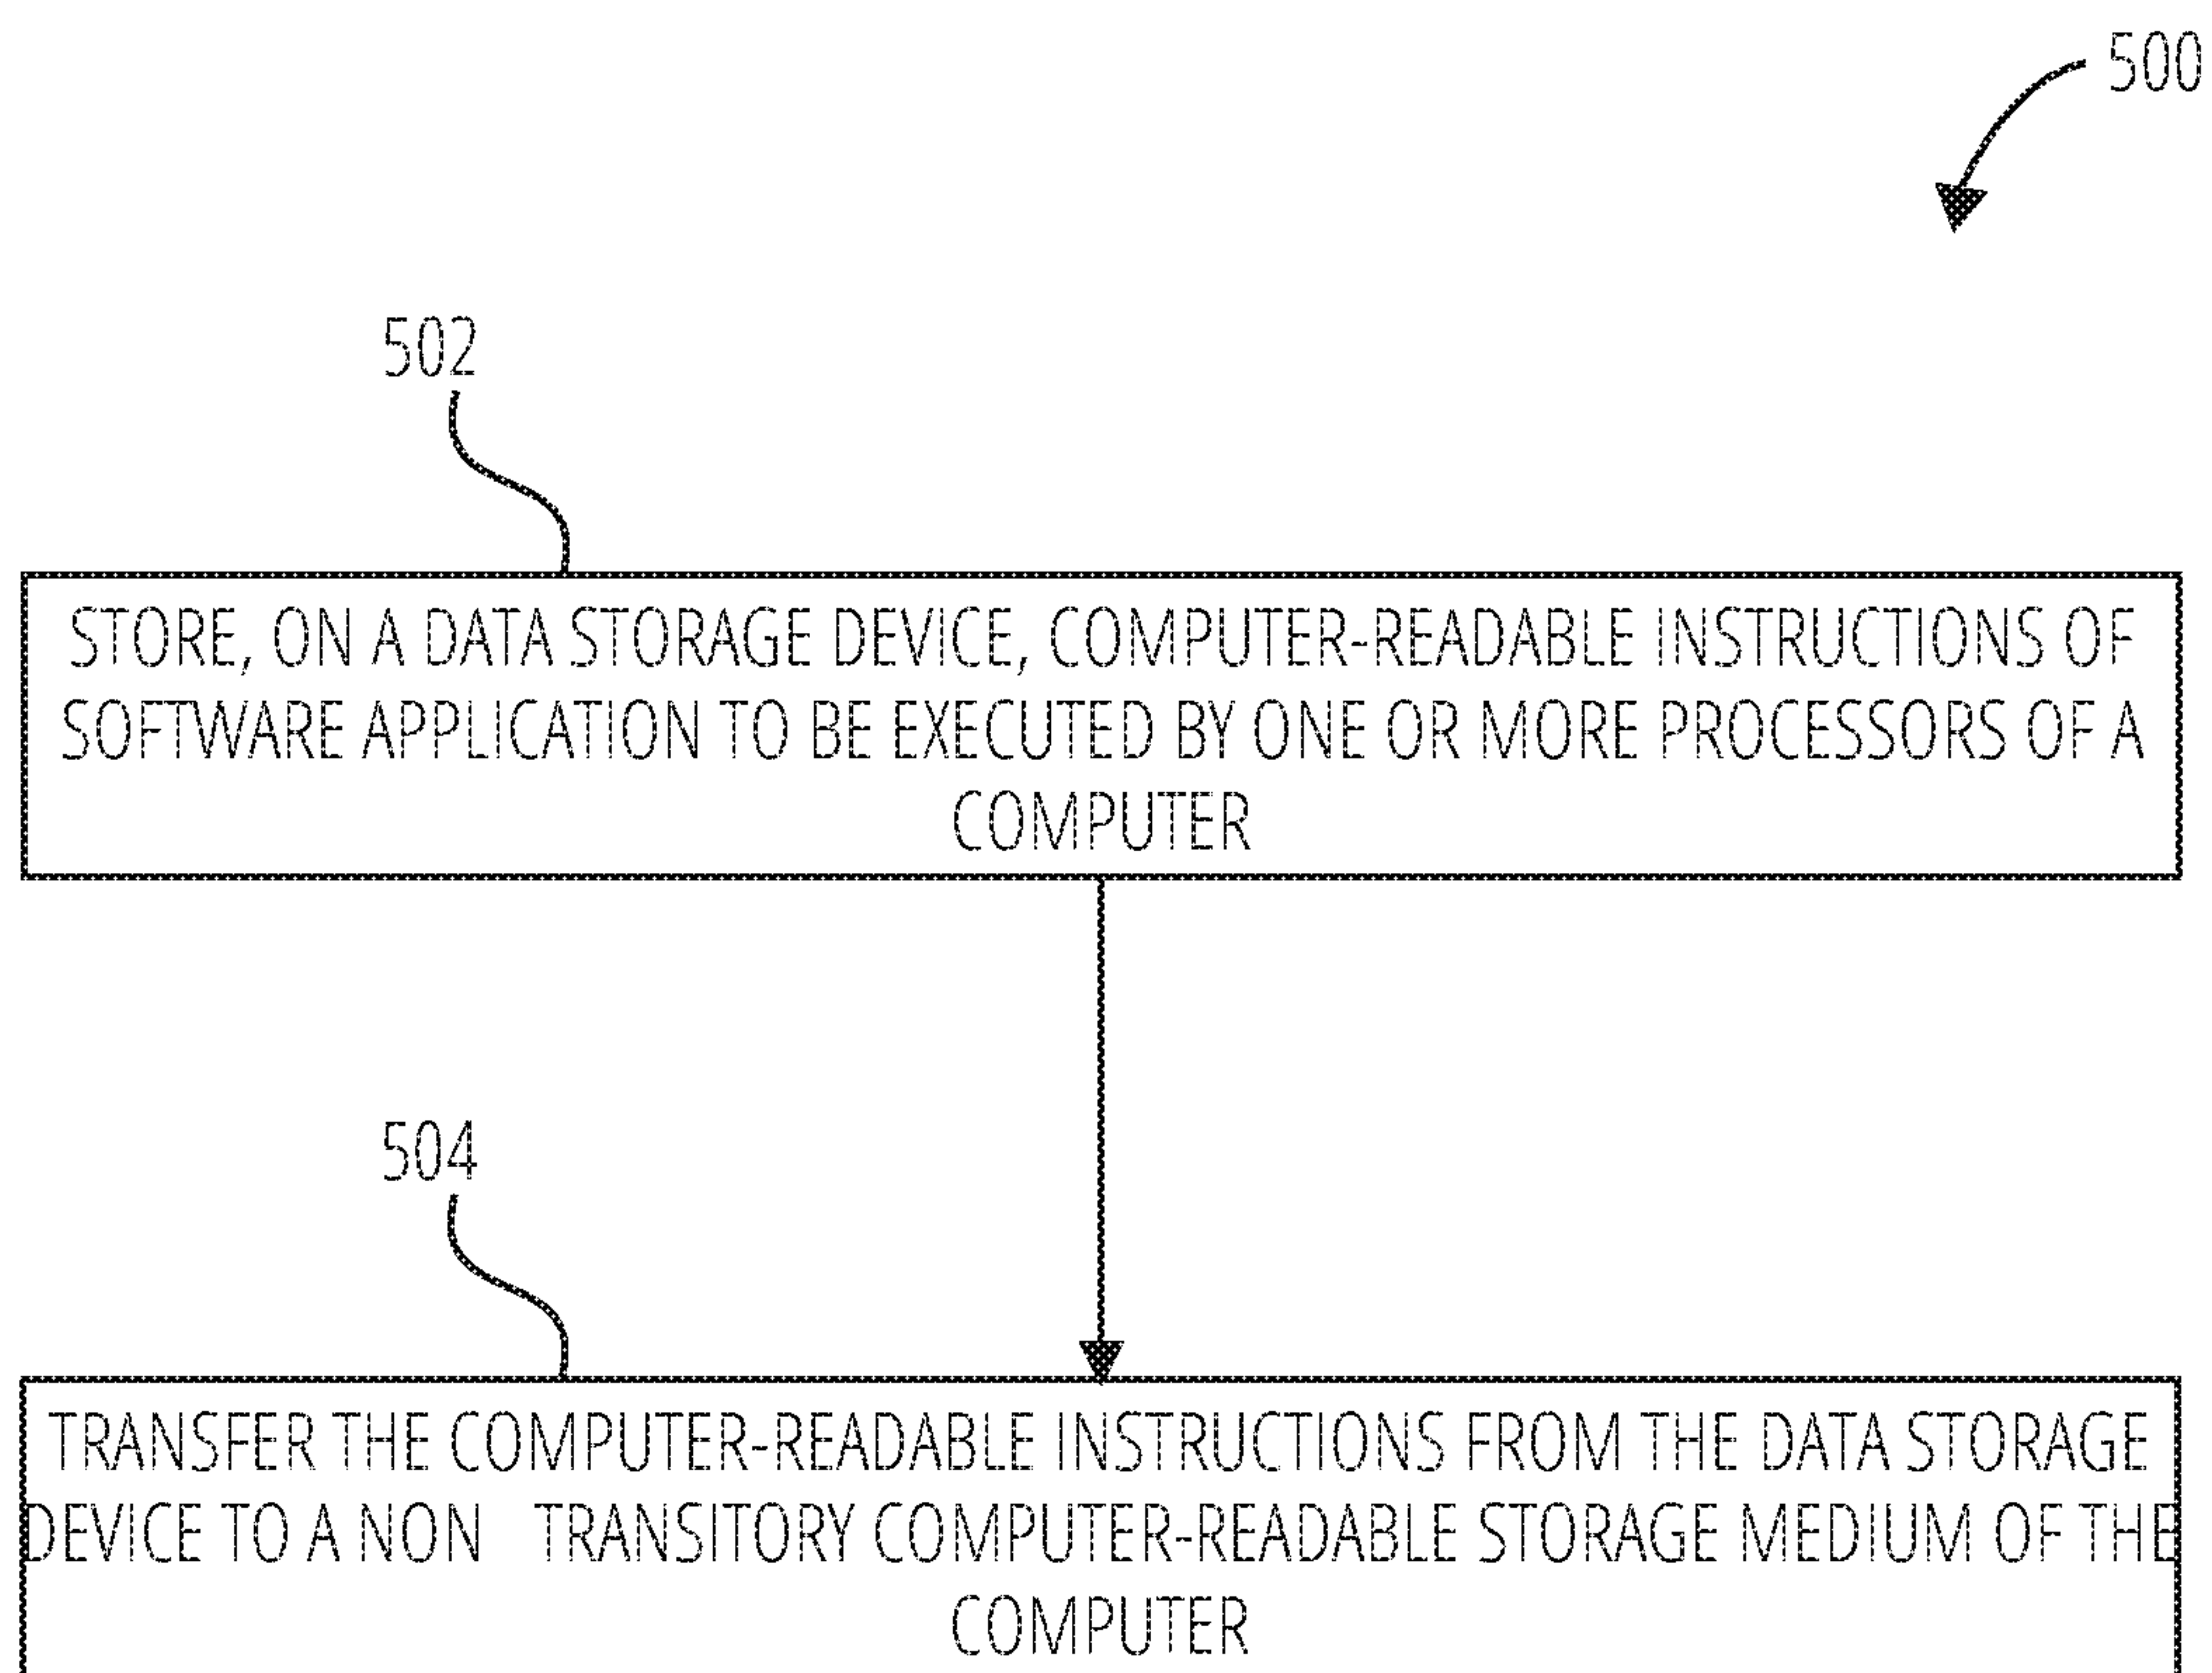 500
502
STORE, ON A DATA STORAGE DEVICE, COMPUTER-READABLE INSTRUCTIONS OF
SOFTWARE APPLICATION TO BE EXECUTED BY ONE OR MORE PROCESSORS OF A
COMPUTER
504
TRANSFER THE COMPUTER-READABLE INSTRUCTIONS FROM THE DATA STORAGE
DEVICE TO A NON TRANSITORY COMPUTER-READABLE STORAGE MEDIUM OF THE
COMPUTER